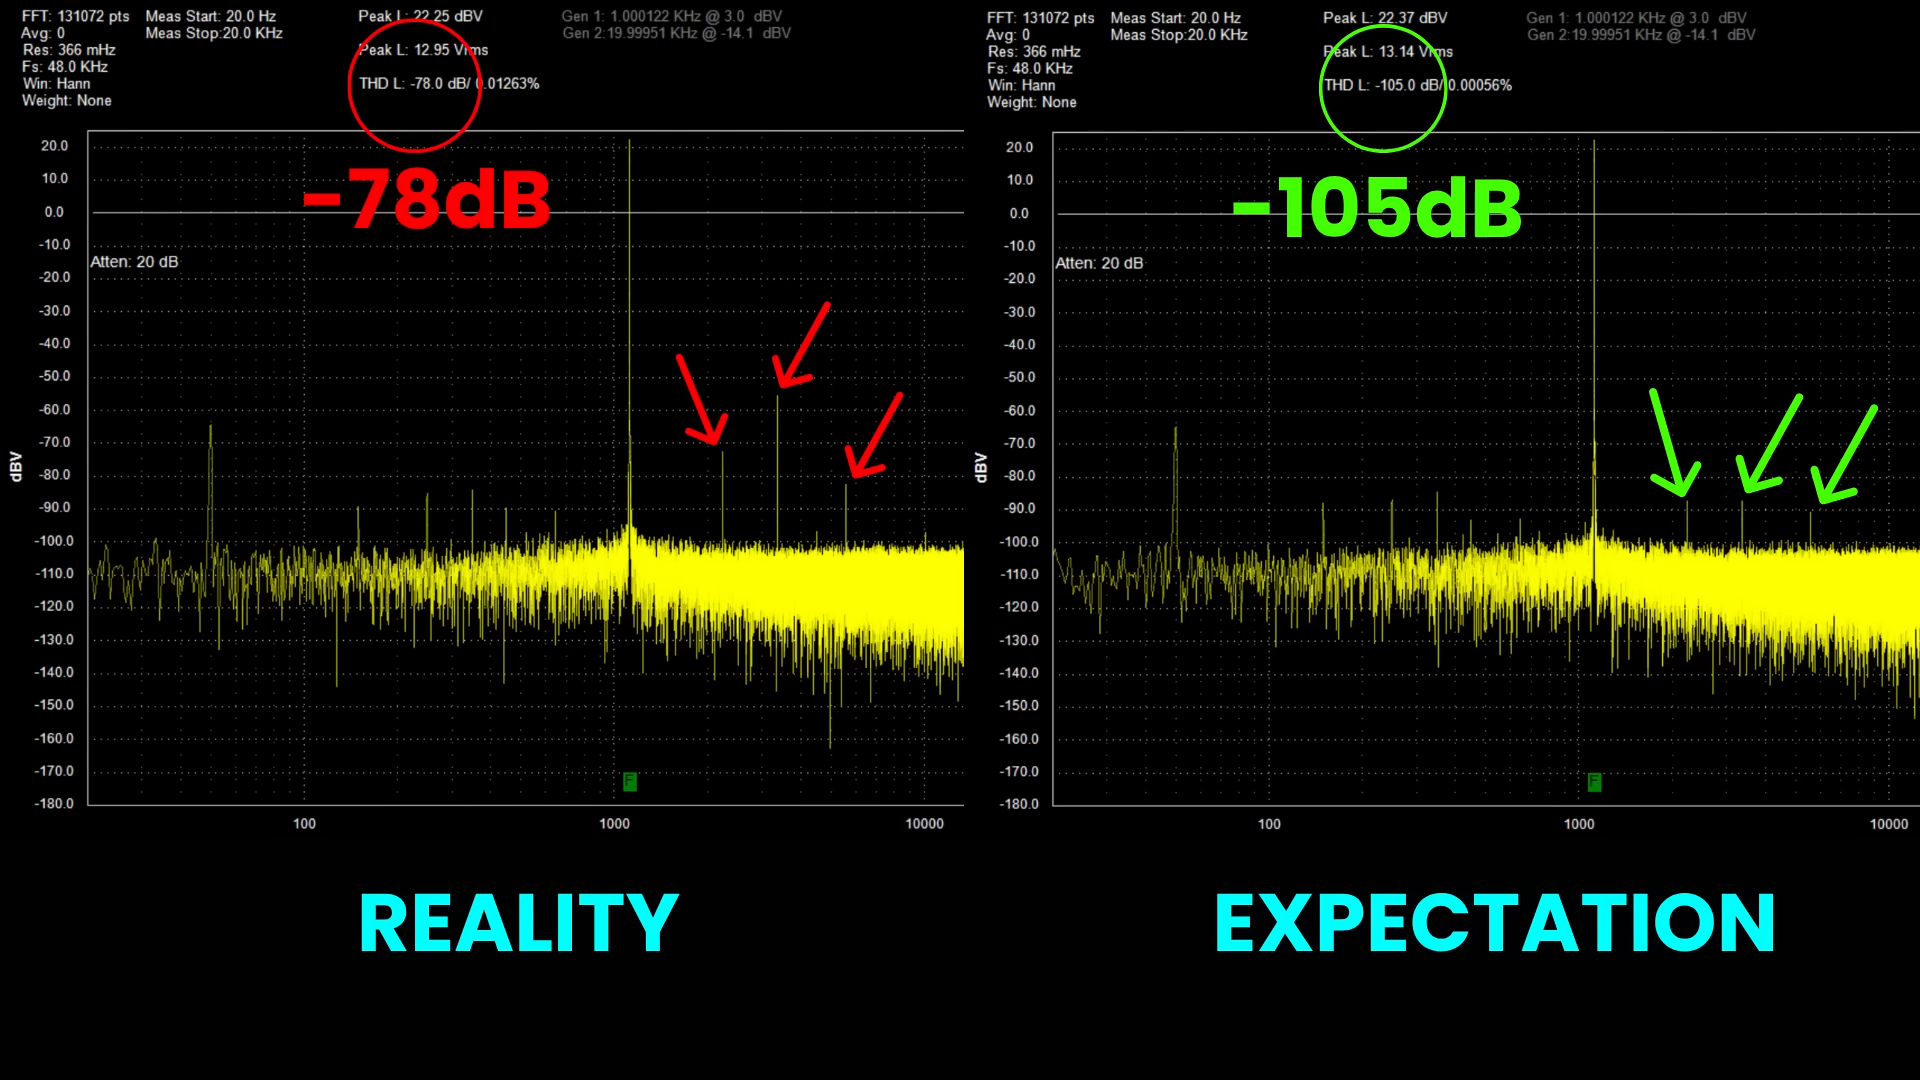 FFT: 131072 pts Meas Start: 20.0 Hz Peak L: 22.25 dBV Gen 1: 1.000122 KHz @ 3.0 dBV
Avg: 0 Meas Stop:20.0 KHz Gen 2:19.99951 KHz @ -14.1 dBV
Res: 366 mHz Peak L: 12.95 Vrms
Fs: 48.0 KHz
Win: Hann THD L: -78.0 dB/ 0.01263%
Weight: None
-78dB
20.0
10.0
0.0
-10.0
Atten: 20 dB
-20.0
-30.0
-40.0
-50.0
-60.0
-70.0
dBV
-80.0
-90.0
-100.0
-110.0
-120.0
-130.0
-140.0
-150.0
-160.0
-170.0
F
-180.0
100 1000 10000
REALITY
FFT: 131072 pts Meas Start: 20.0 Hz Peak L: 22.37 dBV Gen 1: 1.000122 KHz @ 3.0 dBV
Avg: 0 Meas Stop:20.0 KHz Gen 2:19.99951 KHz @ -14.1 dBV
Res: 366 mHz Peak L: 13.14 Vrms
Fs: 48.0 KHz
Win: Hann THD L: -105.0 dB/ 0.00056%
Weight: None
-105dB
20.0
10.0
0.0
-10.0
Atten: 20 dB
-20.0
-30.0
-40.0
-50.0
-60.0
-70.0
dBV
-80.0
-90.0
-100.0
-110.0
-120.0
-130.0
-140.0
-150.0
-160.0
-170.0
F
-180.0
100 1000 10000
EXPECTATION